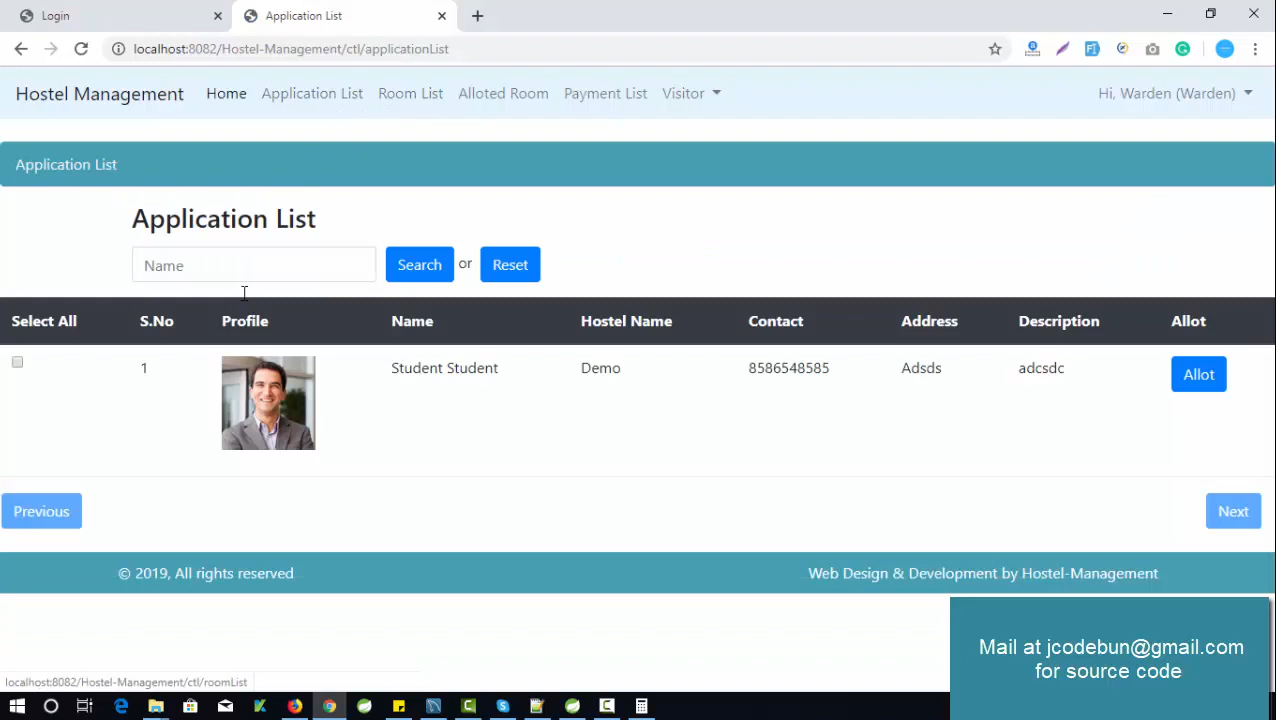 Login
Application List
localhost:8082/Hostel-Management/ctl/applicationList
Hostel Management Home Application List Room List Alloted Room Payment List Visitor Hi, Warden (Warden)
Application List
Application List
Name Search or Reset
Select All S.No Profile Name Hostel Name Contact Address Description Allot
1 Student Student Demo 8586548585 Adsds adcsdc Allot
Previous Next
© 2019, All rights reserved Web Design & Development by Hostel-Management
Mail at jcodebun@gmail.com
for source code
localhost:8082/Hostel-Management/ctl/roomList